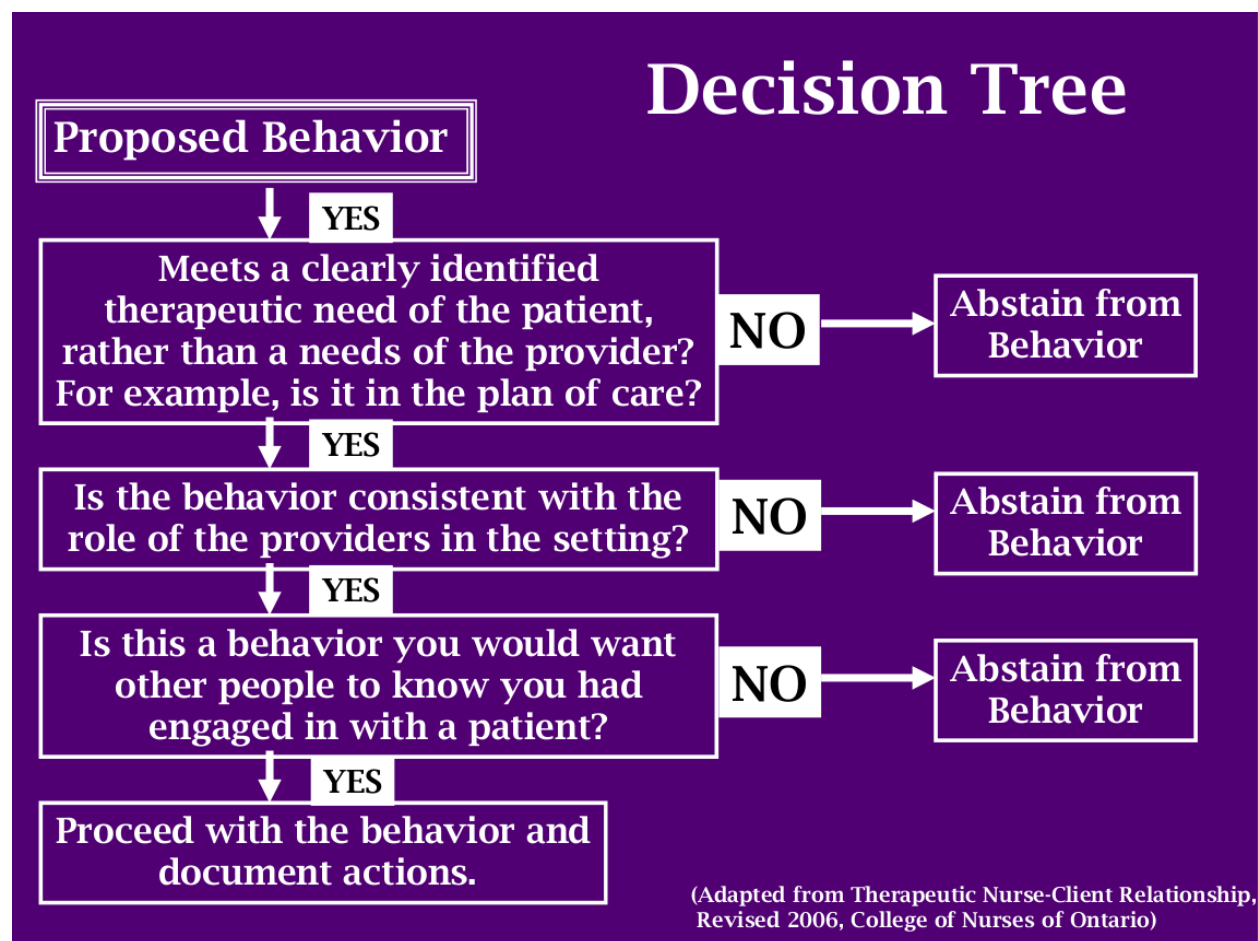 Decision Tree
Proposed Behavior
YES
Meets a clearly identified
therapeutic need of the patient,
rather than a needs of the provider?
For example, is it in the plan of care?
NO
Abstain from
Behavior
YES
Is the behavior consistent with the
role of the providers in the setting?
NO
Abstain from
Behavior
YES
Is this a behavior you would want
other people to know you had
engaged in with a patient?
NO
Abstain from
Behavior
YES
Proceed with the behavior and
document actions.
(Adapted from Therapeutic Nurse-Client Relationship,
Revised 2006, College of Nurses of Ontario)